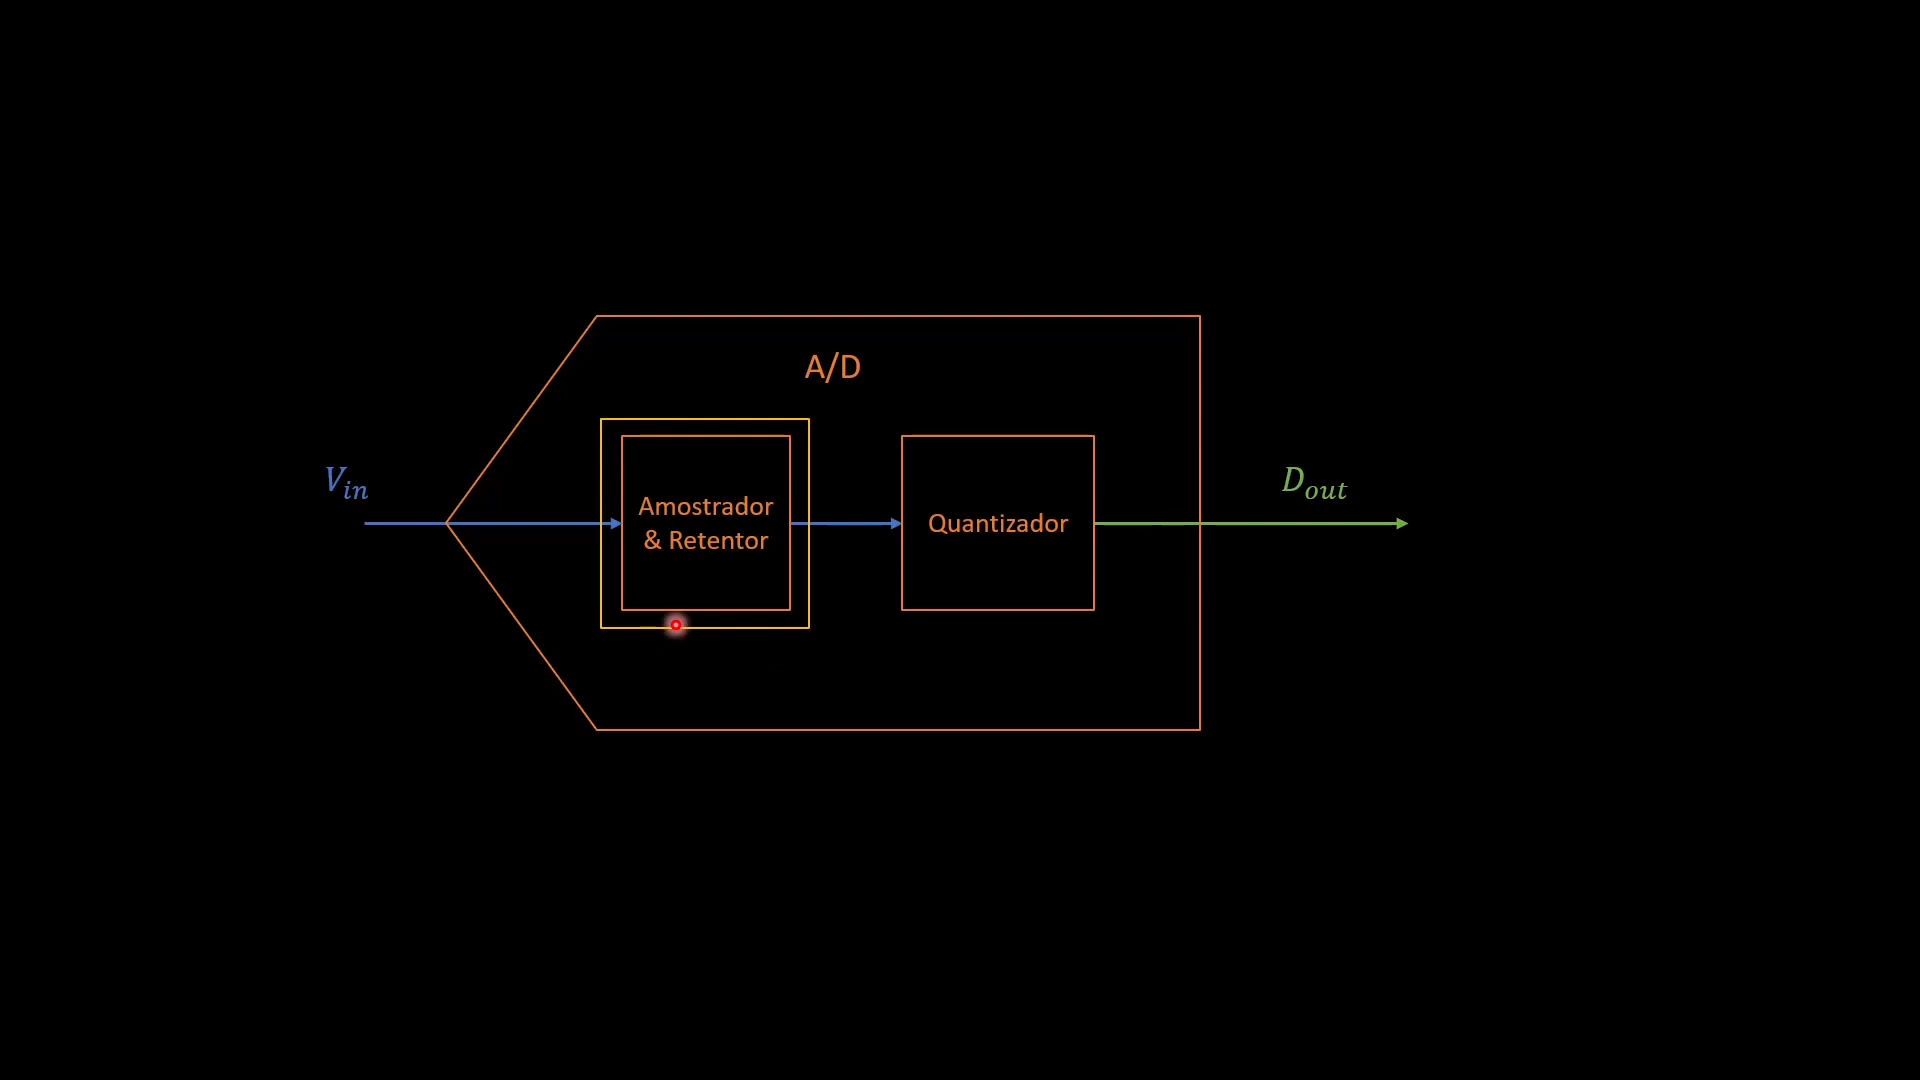 A/D
V_in
Amostrador
& Retentor
Quantizador
D_out